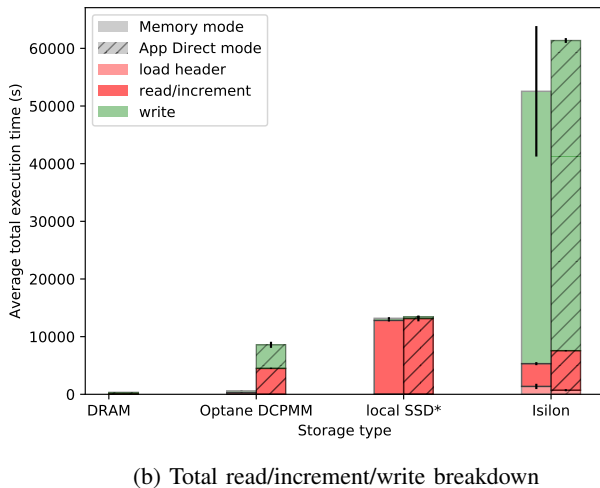 Memory mode
App Direct mode
load header
read/increment
write
Average total execution time (s)
60000
50000
40000
30000
20000
10000
0
DRAM
Optane DCPMM
local SSD*
Isilon
Storage type
(b) Total read/increment/write breakdown